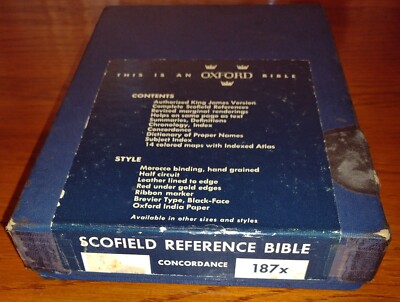 THIS IS AN OXFORD BIBLE
CONTENTS
Authorized King James Version
Complete Scofield References
Revised marginal renderings
Helps on same page as text
Summaries, Definitions
Chronology, Index
Concordance
Dictionary of Proper Names
Subject Index
14 colored maps with Indexed Atlas
STYLE
Morocco binding, hand grained
Half circuit
Leather lined to edge
Red under gold edges
Ribbon marker
Brevier Type, Black-Face
Oxford India Paper
Available in other sizes and styles
SCOFIELD REFERENCE BIBLE
CONCORDANCE
187x